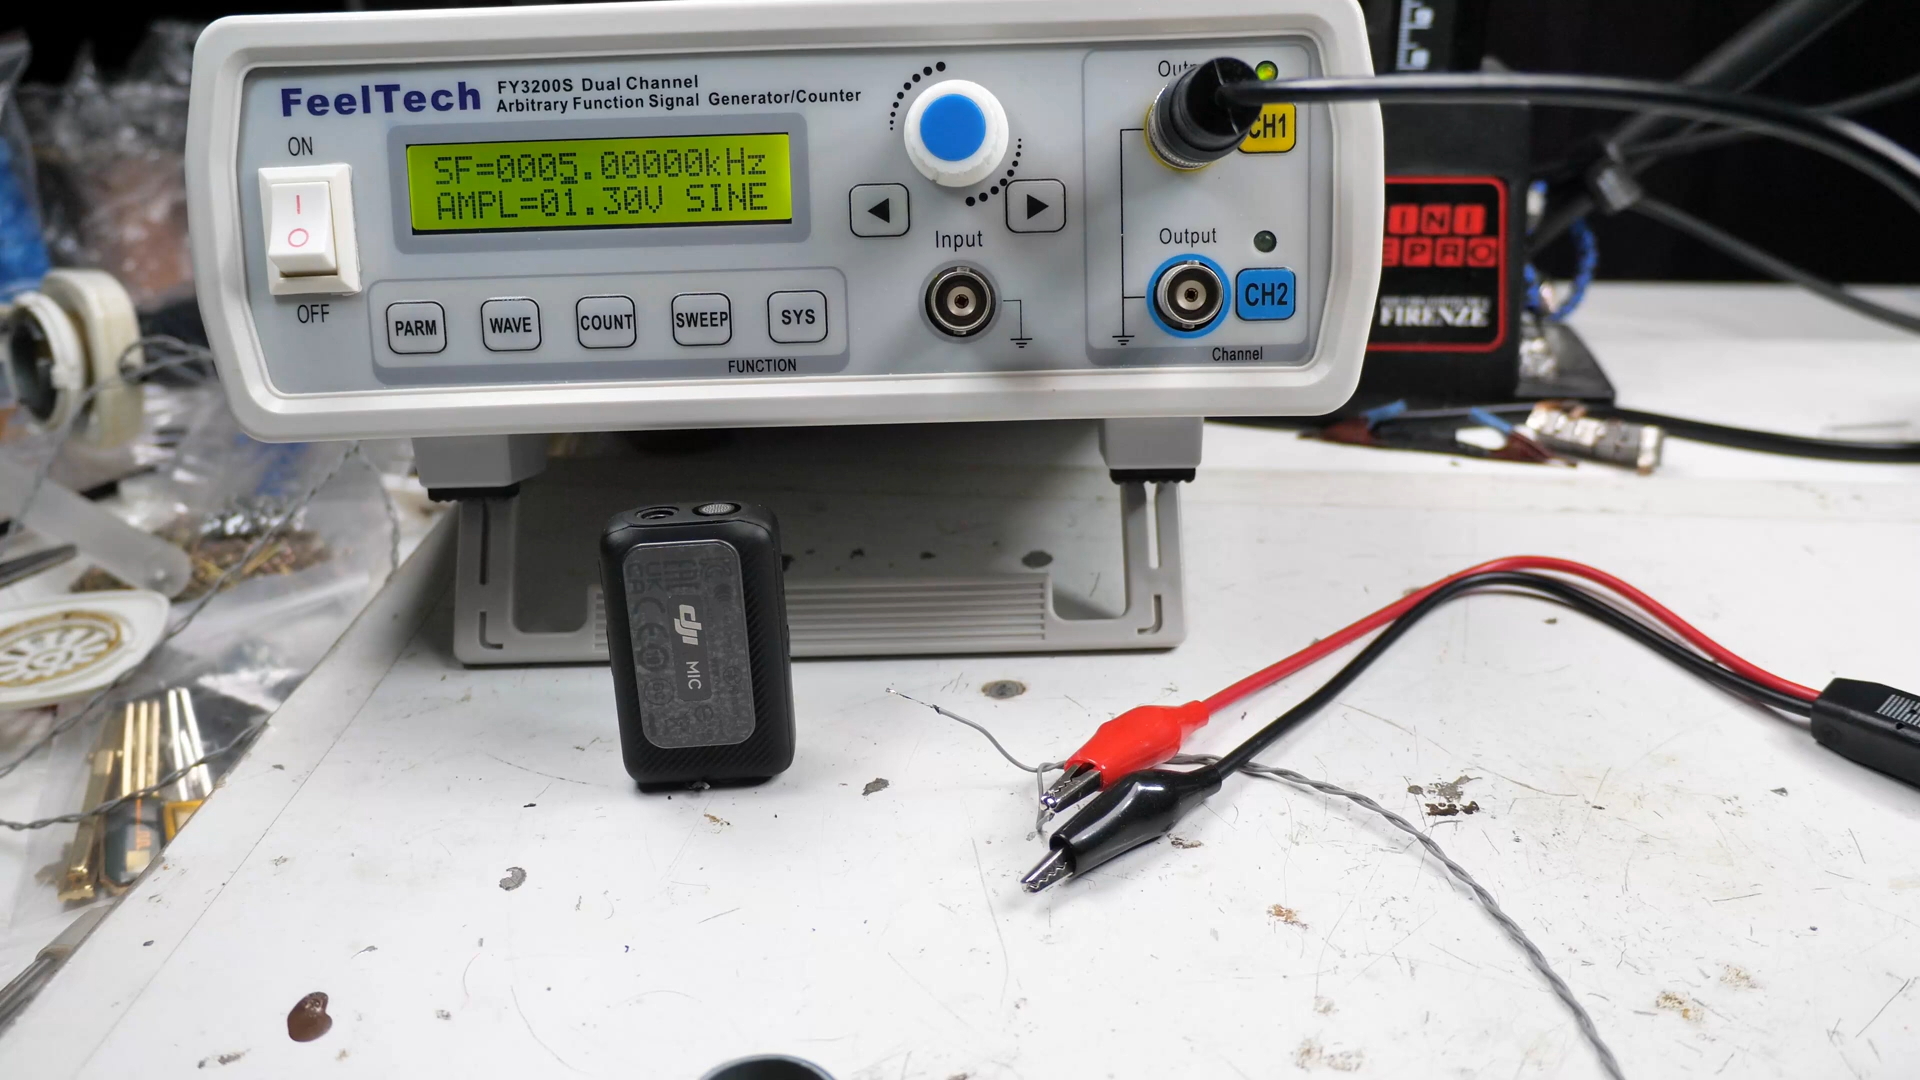 FeelTech
FY3200S Dual Channel
Arbitrary Function Signal Generator/Counter
ON
OFF
SF=0005.00000kHz
AMPL=01.30V SINE
PARM
WAVE
COUNT
SWEEP
SYS
FUNCTION
Input
CH1
Output
CH2
Channel
FIRENZE
dji MIC